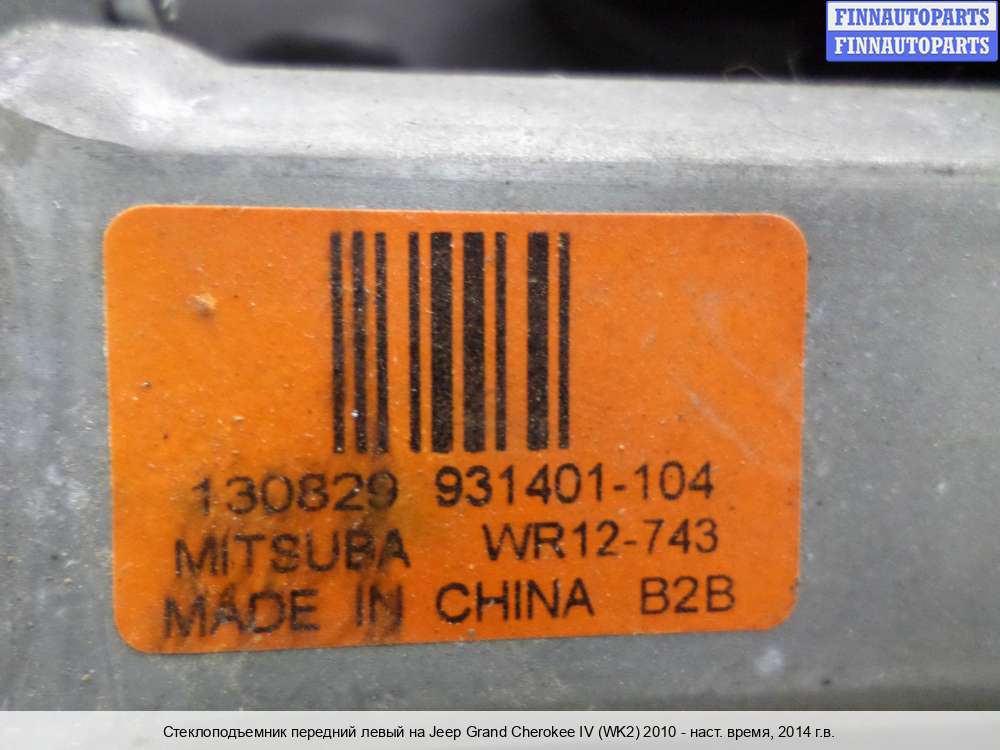 FINNAUTOPARTS
FINNAUTOPARTS
130829 931401-104
MITSUBA WR12-743
MADE IN CHINA B2B
Стеклоподъемник передний левый на Jeep Grand Cherokee IV (WK2) 2010 - наст. время, 2014 г.в.